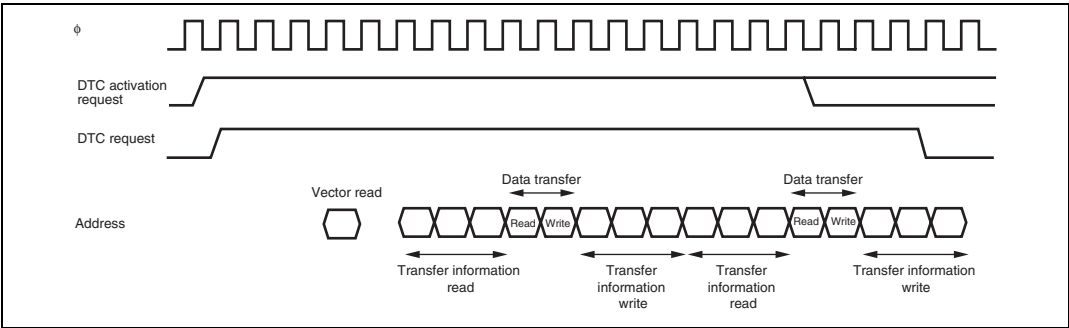 ϕ
DTC activation
request
DTC request
Data transfer
Data transfer
Vector read
Address
Read
Write
Read
Write
Transfer information
read
Transfer
information
write
Transfer
information
read
Transfer information
write